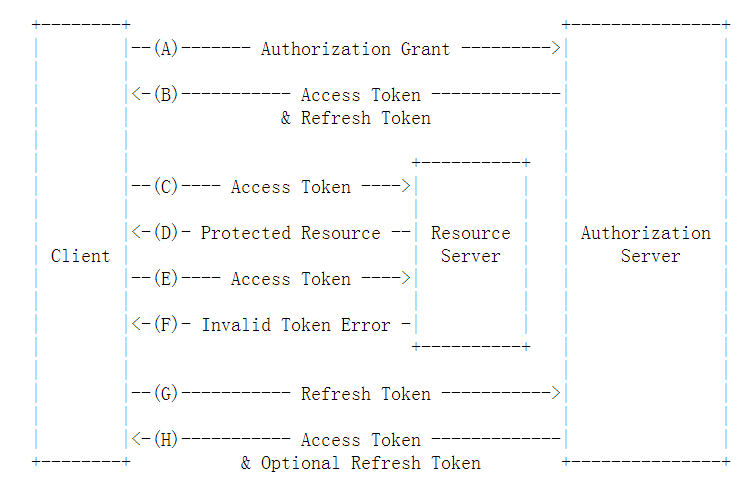 +--------+                                           +---------------+
|        |--(A)------- Authorization Grant --------->|               |
|        |                                           |               |
|        |<-(B)----------- Access Token -------------|               |
|        |               & Refresh Token             |               |
|        |                                           |               |
|        |                            +-----------+   |               |
|        |--(C)---- Access Token ---->|           |   |               |
|        |                            |           |   |               |
|        |<-(D)- Protected Resource --| Resource  |   | Authorization |
| Client |                            |  Server   |   |     Server    |
|        |--(E)---- Access Token ---->|           |   |               |
|        |                            |           |   |               |
|        |<-(F)- Invalid Token Error -|           |   |               |
|        |                            +-----------+   |               |
|        |                                           |               |
|        |--(G)----------- Refresh Token ----------->|               |
|        |                                           |               |
|        |<-(H)----------- Access Token -------------|               |
+--------+           & Optional Refresh Token        +---------------+